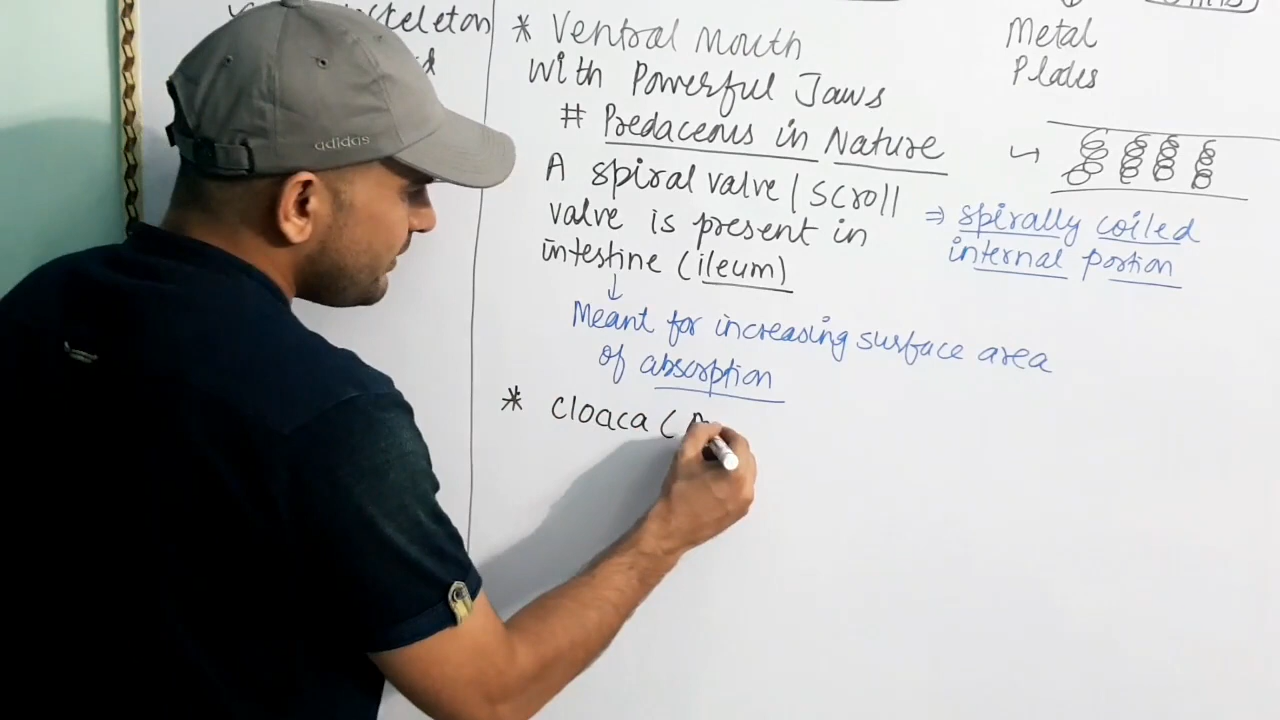 skeleton
adidas
* Ventral Mouth
with Powerful Jaws
# Predaceous in Nature
A spiral valve / scroll
valve is present in
intestine (ileum)
Meant for increasing surface area
of absorption
* cloaca (
Metal
Plates
⇒ spirally coiled
internal portion